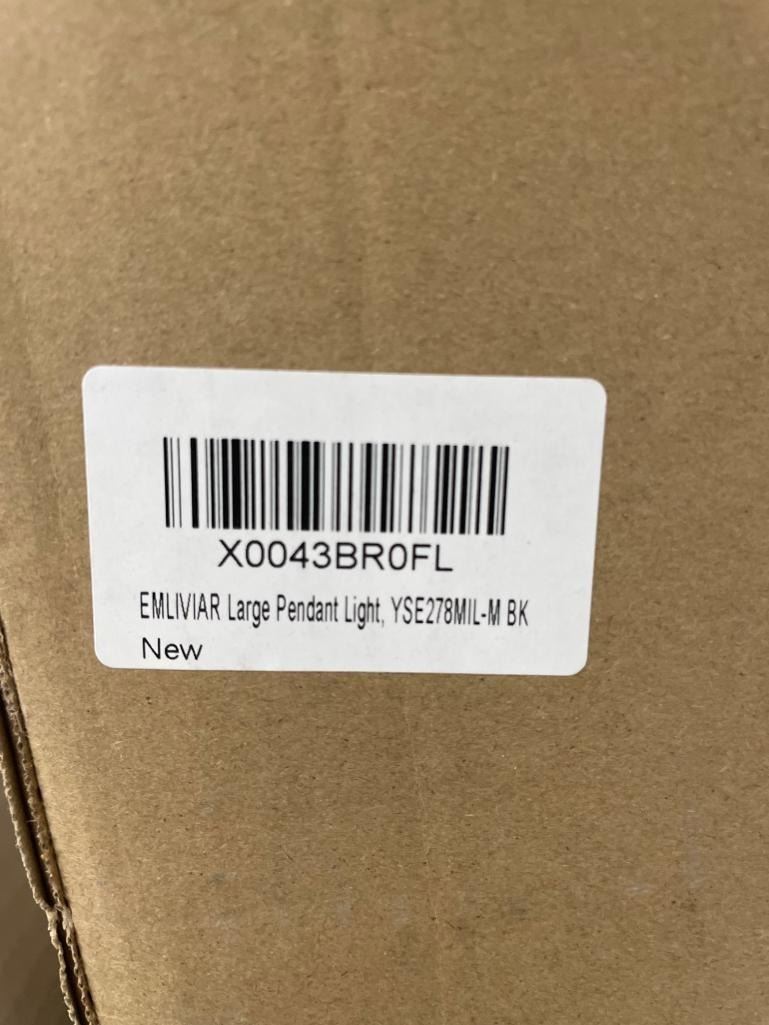 X0043BR0FL
EMLIVIAR Large Pendant Light, YSE278MIL-M BK
New